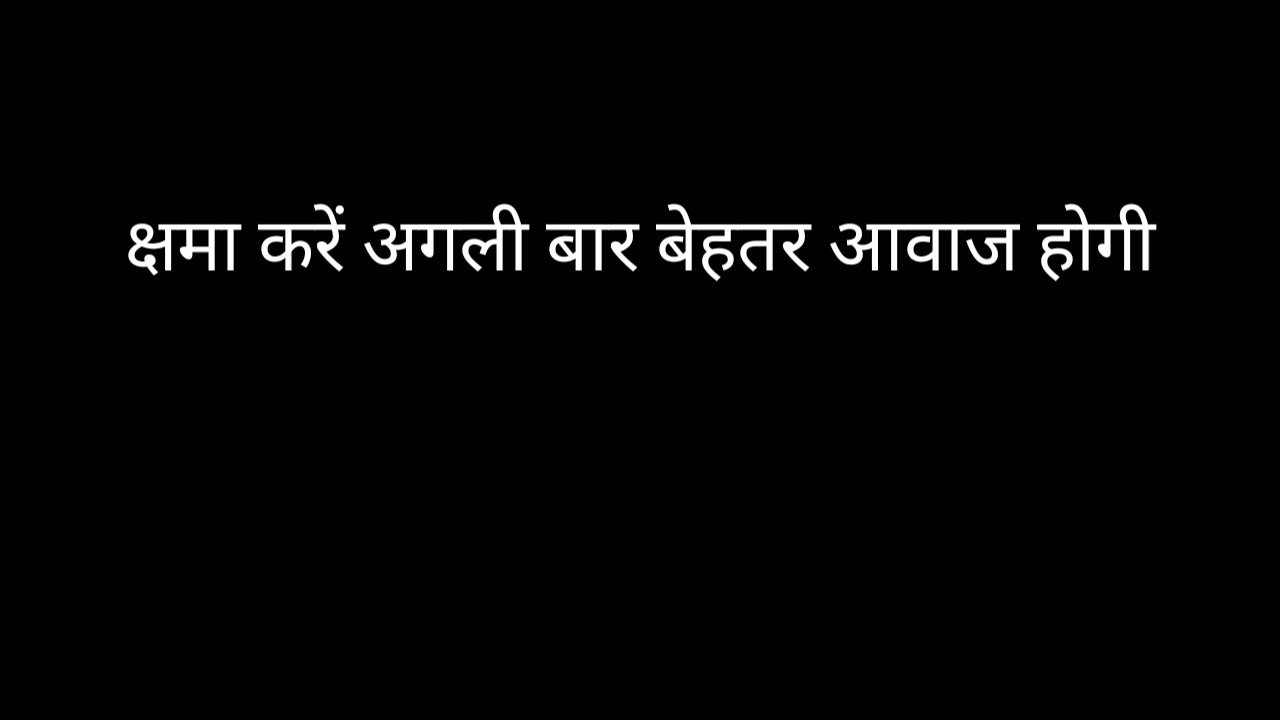 क्षमा करें अगली बार बेहतर आवाज होगी